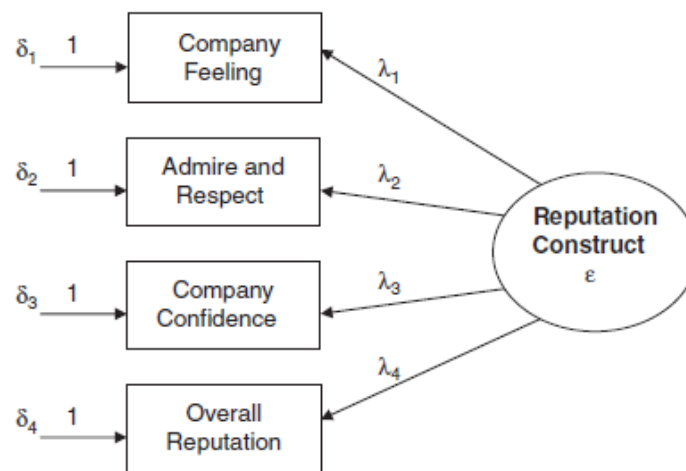 δ1 1
Company
Feeling
λ1
δ2 1
Admire and
Respect
λ2
Reputation
Construct
ε
δ3 1
Company
Confidence
λ3
λ4
δ4 1
Overall
Reputation